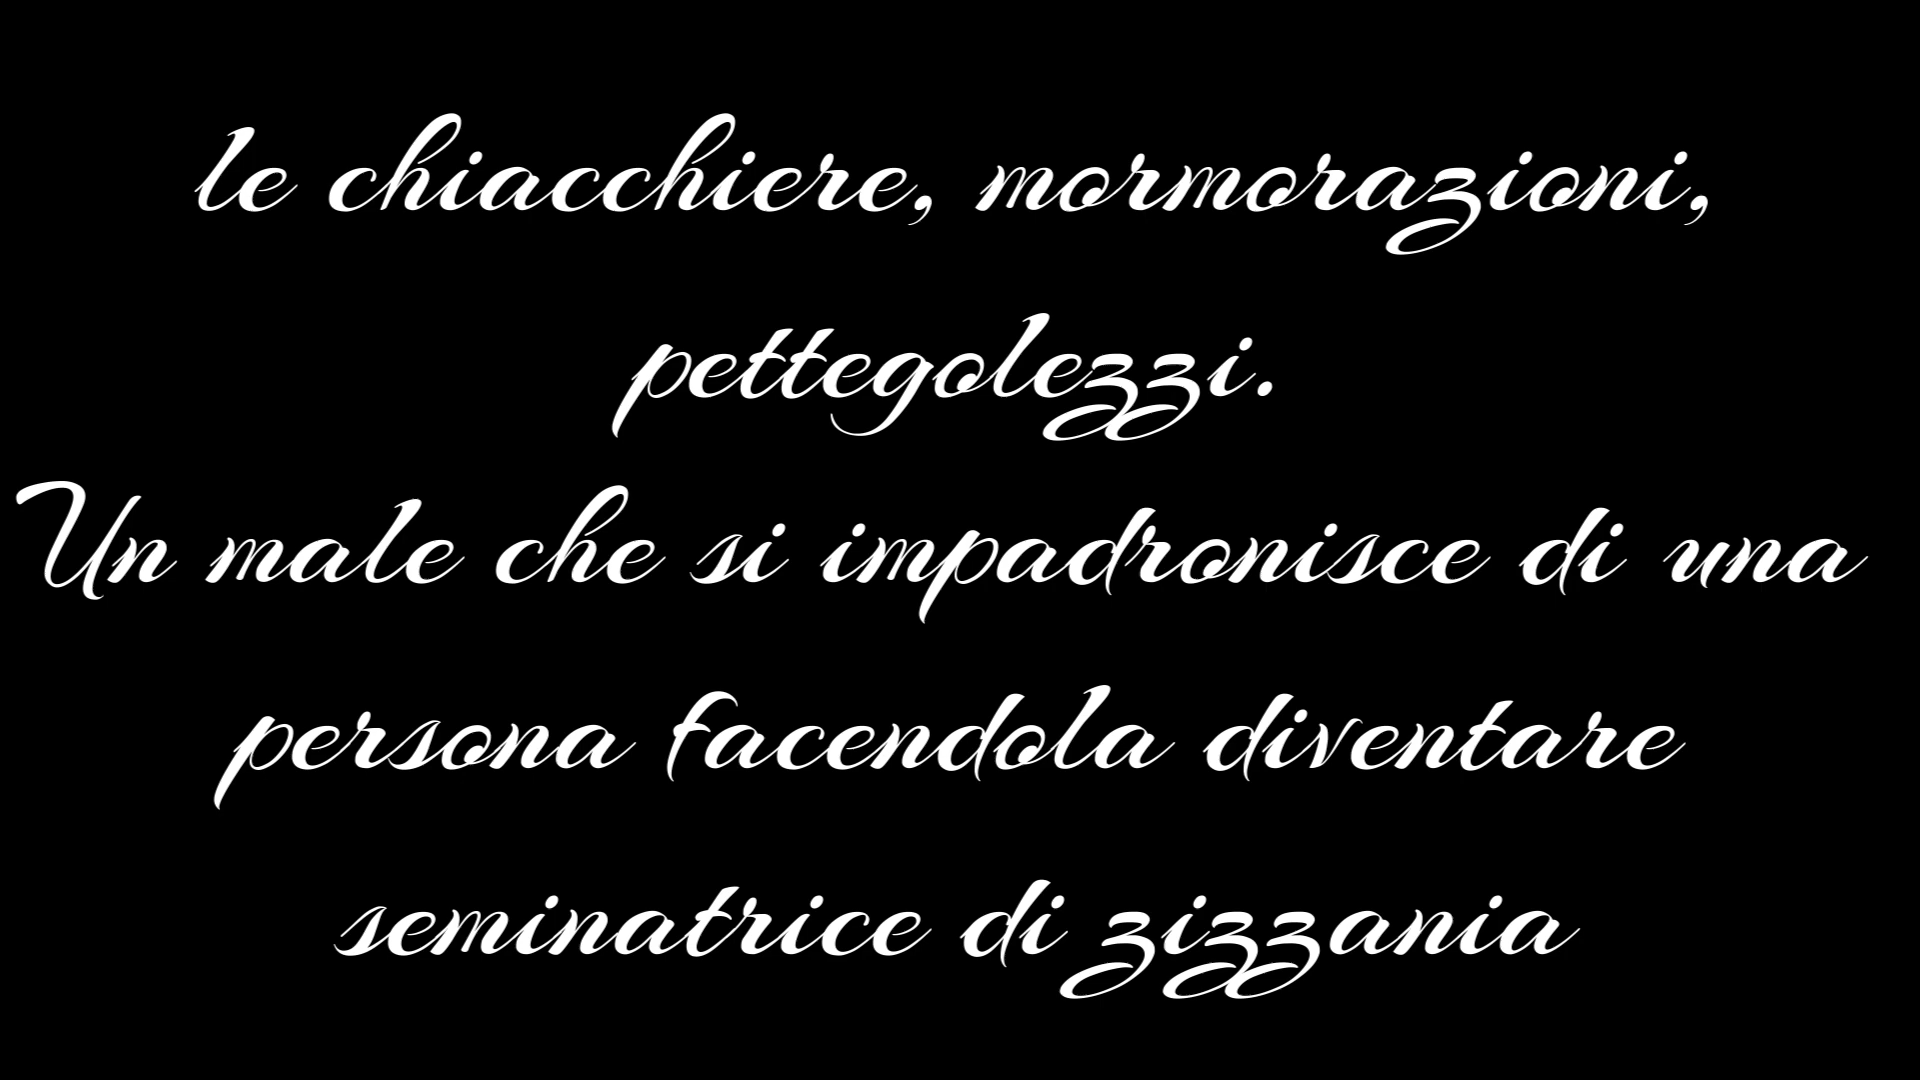 le chiacchiere, mormorazioni,
pettegolezzi.
Un male che si impadronisce di una
persona facendola diventare
seminatrice di zizzania